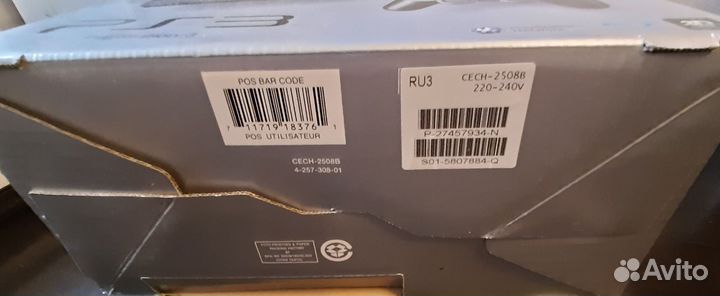 PS3
POS BAR CODE
7 11719 18376 1
POS UTILISATEUR
CECH-2508B
4-257-308-01
RU3
CECH-2508B
220-240V
P-27457934-N
S01-5807884-Q
Avito